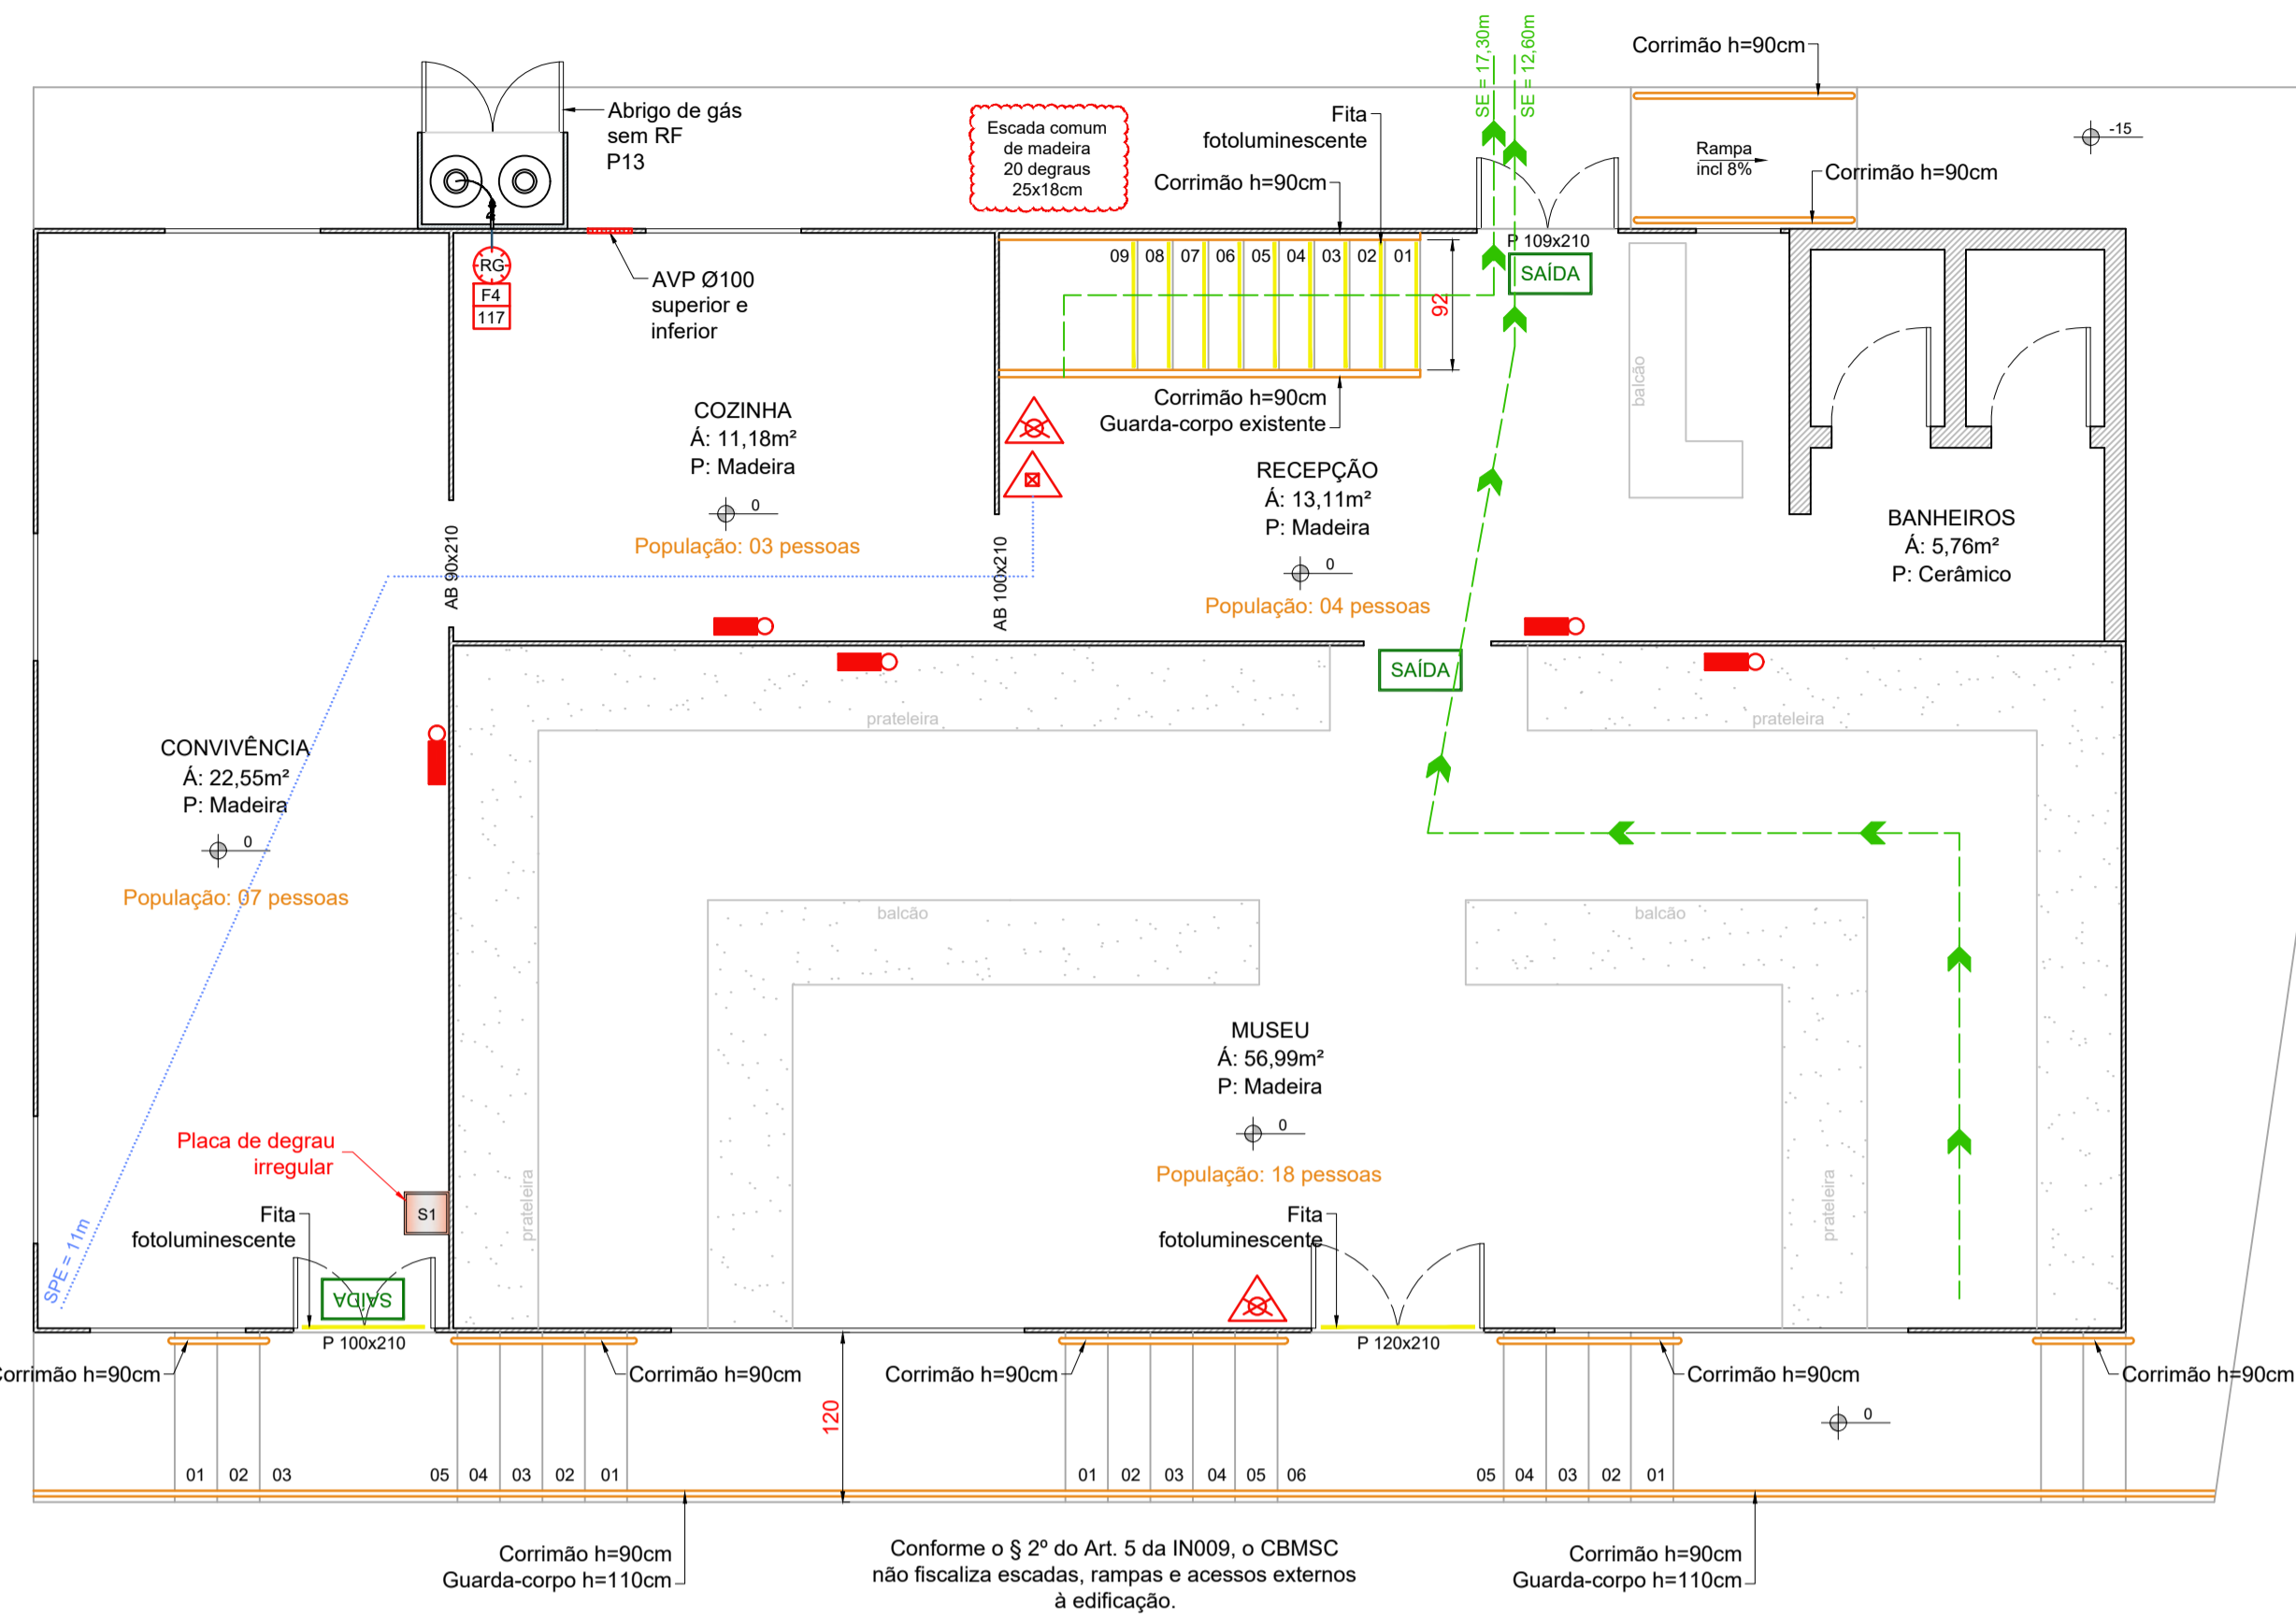 SE = 17,30m
SE = 12,60m
Corrimão h=90cm
Abrigo de gás
sem RF
P13
Escada comum
de madeira
20 degraus
25x18cm
Fita
fotoluminescente
Corrimão h=90cm
Rampa
incl 8%
Corrimão h=90cm
-15
RG
F4
117
AVP Ø100
superior e
inferior
09 08 07 06 05 04 03 02 01
92
P 109x210
SAÍDA
balcão
Corrimão h=90cm
Guarda-corpo existente
COZINHA
Á: 11,18m²
P: Madeira
0
População: 03 pessoas
RECEPÇÃO
Á: 13,11m²
P: Madeira
0
População: 04 pessoas
BANHEIROS
Á: 5,76m²
P: Cerâmico
AB 90x210
AB 100x210
SAÍDA
prateleira
prateleira
CONVIVÊNCIA
Á: 22,55m²
P: Madeira
0
População: 07 pessoas
balcão
balcão
MUSEU
Á: 56,99m²
P: Madeira
0
População: 18 pessoas
Placa de degrau
irregular
S1
prateleira
prateleira
Fita
fotoluminescente
Fita
fotoluminescente
SPE = 11m
SAÍDA
P 100x210
P 120x210
orrimão h=90cm
Corrimão h=90cm
Corrimão h=90cm
Corrimão h=90cm
Corrimão h=90cm
120
0
01 02 03
05 04 03 02 01
01 02 03 04 05 06
05 04 03 02 01
Corrimão h=90cm
Guarda-corpo h=110cm
Conforme o § 2º do Art. 5 da IN009, o CBMSC
não fiscaliza escadas, rampas e acessos externos
à edificação.
Corrimão h=90cm
Guarda-corpo h=110cm